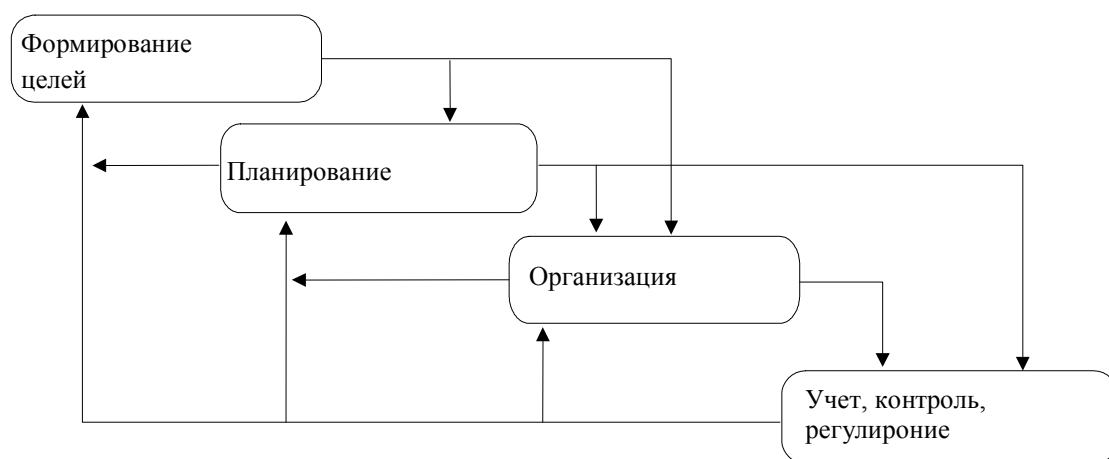 Формирование
целей
Планирование
Организация
Учет, контроль,
регулироние